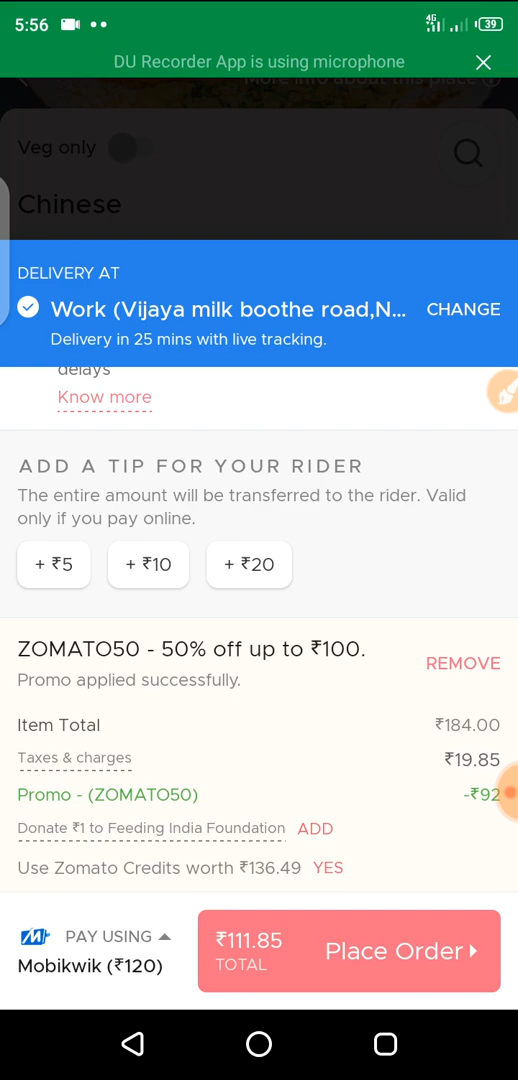 5:56
4G
39
DU Recorder App is using microphone
More info about this place
Veg only
Chinese
DELIVERY AT
Work (Vijaya milk boothe road,N... CHANGE
Delivery in 25 mins with live tracking.
delays
Know more
ADD A TIP FOR YOUR RIDER
The entire amount will be transferred to the rider. Valid
only if you pay online.
+ ₹5 + ₹10 + ₹20
ZOMATO50 - 50% off up to ₹100.
REMOVE
Promo applied successfully.
Item Total ₹184.00
Taxes & charges ₹19.85
Promo - (ZOMATO50) -₹92
Donate ₹1 to Feeding India Foundation ADD
Use Zomato Credits worth ₹136.49 YES
PAY USING
Mobikwik (₹120)
₹111.85
TOTAL
Place Order